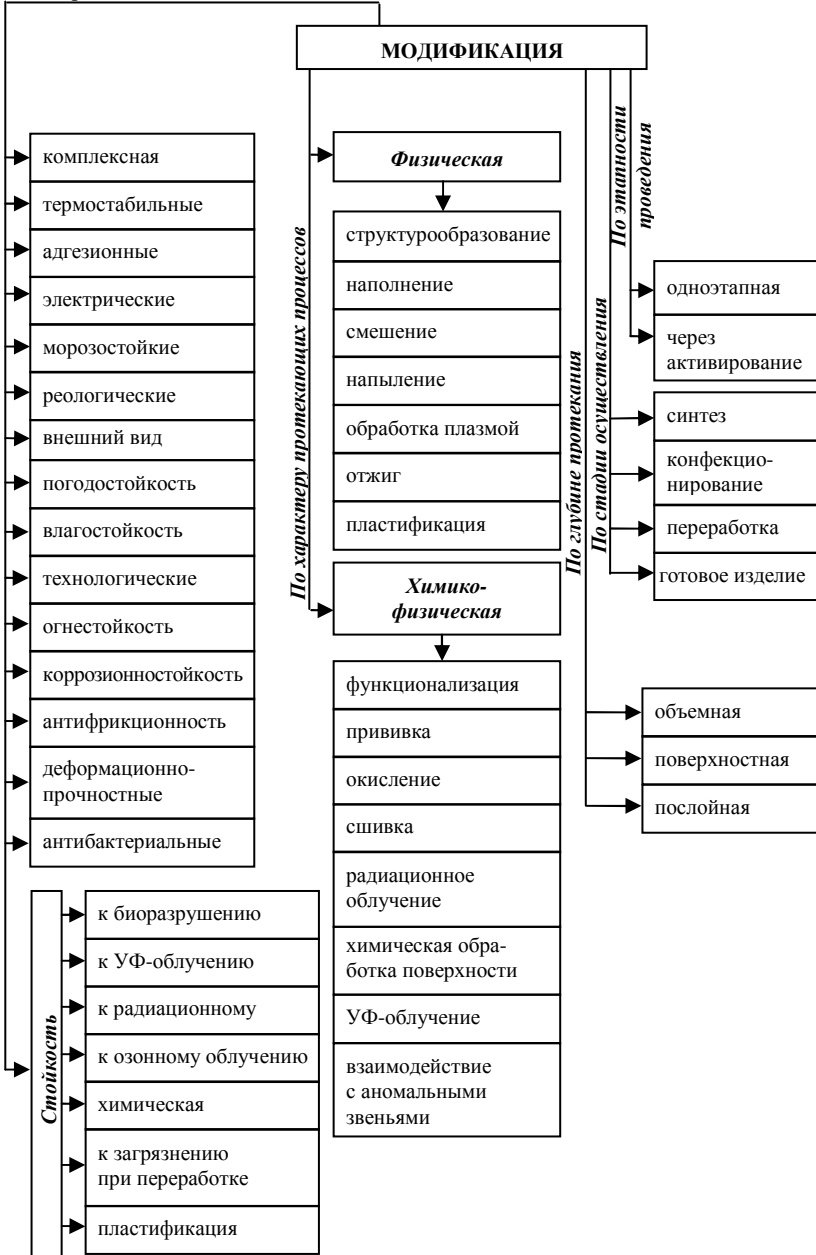 МОДИФИКАЦИЯ
комплексная
термостабильные
адгезионные
электрические
морозостойкие
реологические
внешний вид
погодостойкость
влагостойкость
технологические
огнестойкость
коррозионностойкость
антифрикционность
деформационно-
прочностные
антибактериальные
Стойкость
к биоразрушению
к УФ-облучению
к радиационному
к озонному облучению
химическая
к загрязнению
при переработке
пластификация
По характеру протекающих процессов
Физическая
структурообразование
наполнение
смешение
напыление
обработка плазмой
отжиг
пластификация
Химико-
физическая
функционализация
прививка
окисление
сшивка
радиационное
облучение
химическая обра-
ботка поверхности
УФ-облучение
взаимодействие
с аномальными
звеньями
По глубине протекания
По стадии осуществления
По этапности
проведения
одноэтапная
через
активирование
синтез
конфекцио-
нирование
переработка
готовое изделие
объемная
поверхностная
послойная